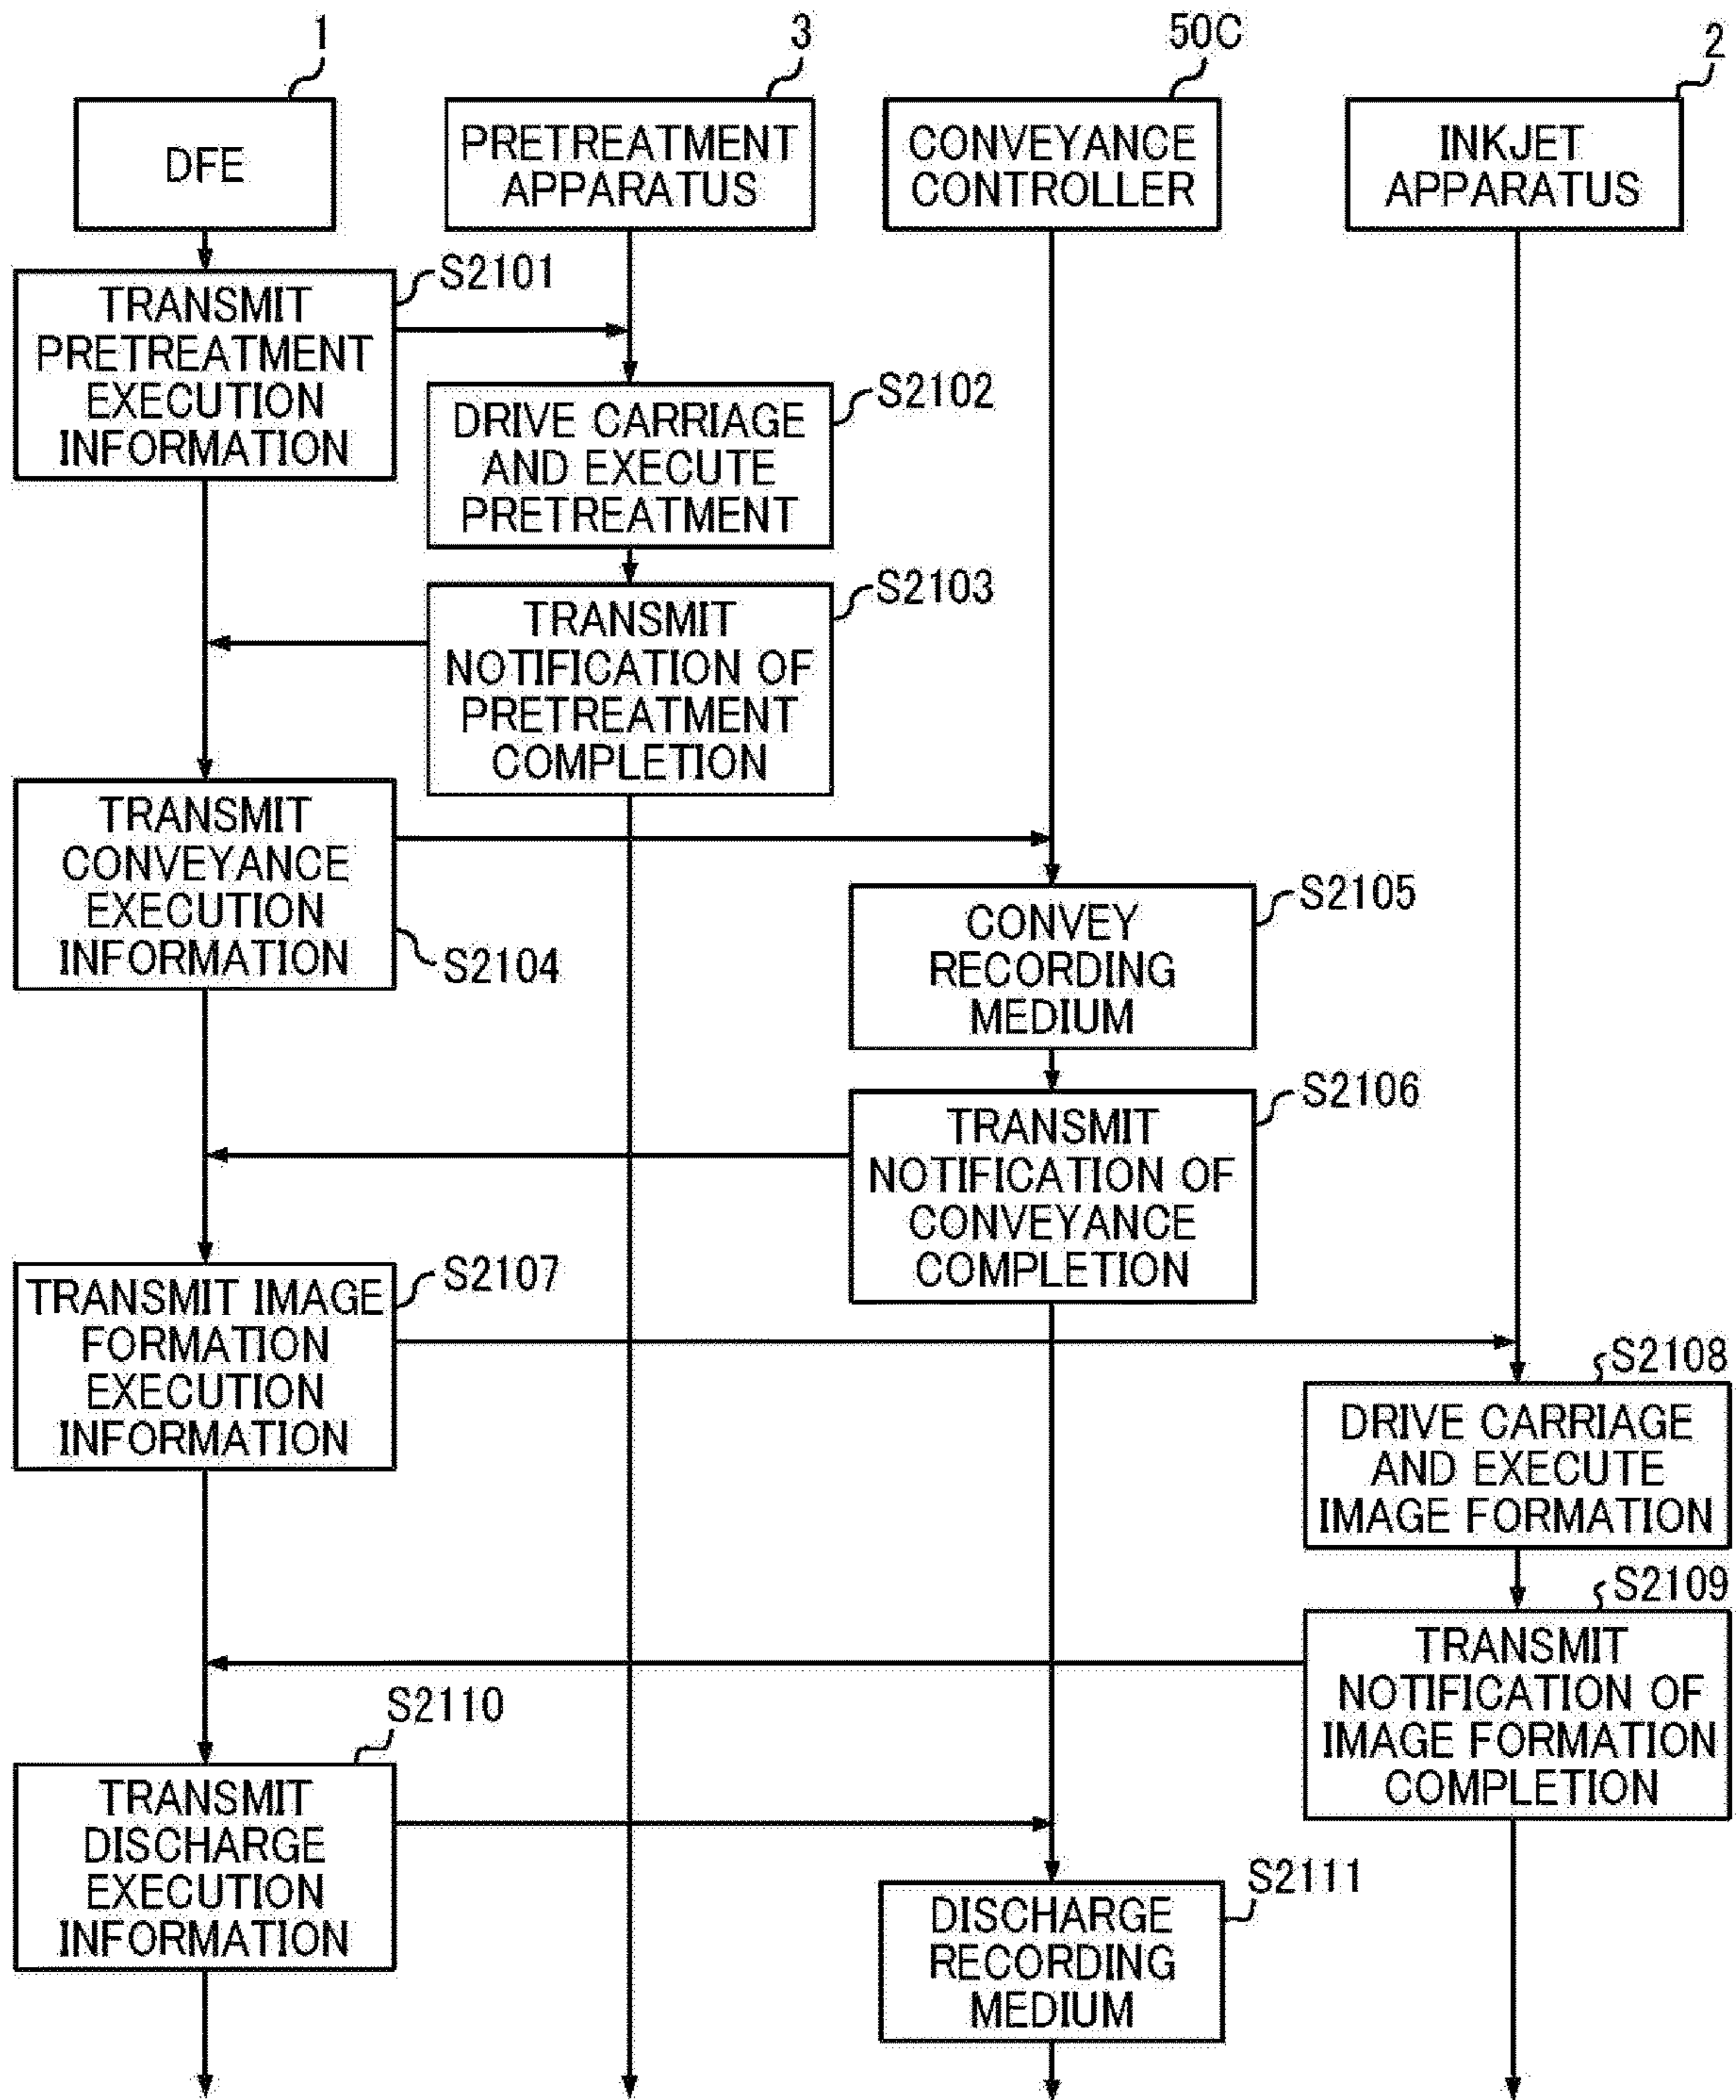 1
3
50C
2
DFE
PRETREATMENT
APPARATUS
CONVEYANCE
CONTROLLER
INKJET
APPARATUS
S2101
TRANSMIT
PRETREATMENT
EXECUTION
INFORMATION
S2102
DRIVE CARRIAGE
AND EXECUTE
PRETREATMENT
S2103
TRANSMIT
NOTIFICATION OF
PRETREATMENT
COMPLETION
TRANSMIT
CONVEYANCE
EXECUTION
INFORMATION
S2104
S2105
CONVEY
RECORDING
MEDIUM
S2106
TRANSMIT
NOTIFICATION OF
CONVEYANCE
COMPLETION
S2107
TRANSMIT IMAGE
FORMATION
EXECUTION
INFORMATION
S2108
DRIVE CARRIAGE
AND EXECUTE
IMAGE FORMATION
S2109
TRANSMIT
NOTIFICATION OF
IMAGE FORMATION
COMPLETION
S2110
TRANSMIT
DISCHARGE
EXECUTION
INFORMATION
S2111
DISCHARGE
RECORDING
MEDIUM